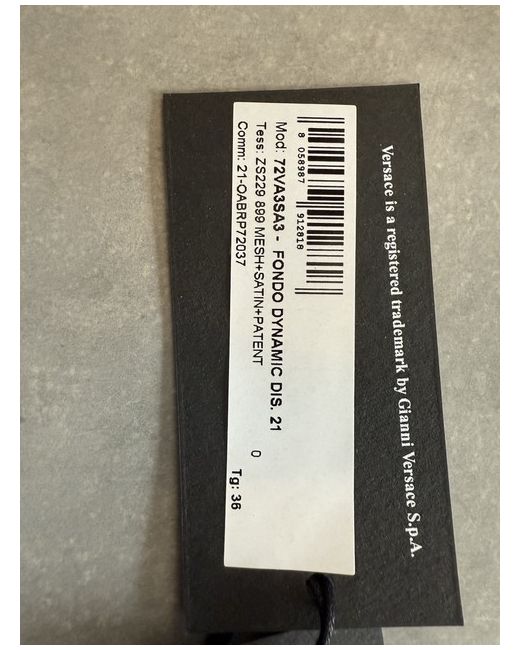 Versace is a registered trademark by Gianni Versace S.p.A.
8 058987 912818
Mod: 72VA3SA3 - FONDO DYNAMIC DIS. 21
Tess: ZS229 899 MESH+SATIN+PATENT 0
Comm: 21-OABRP72037
Tg: 36